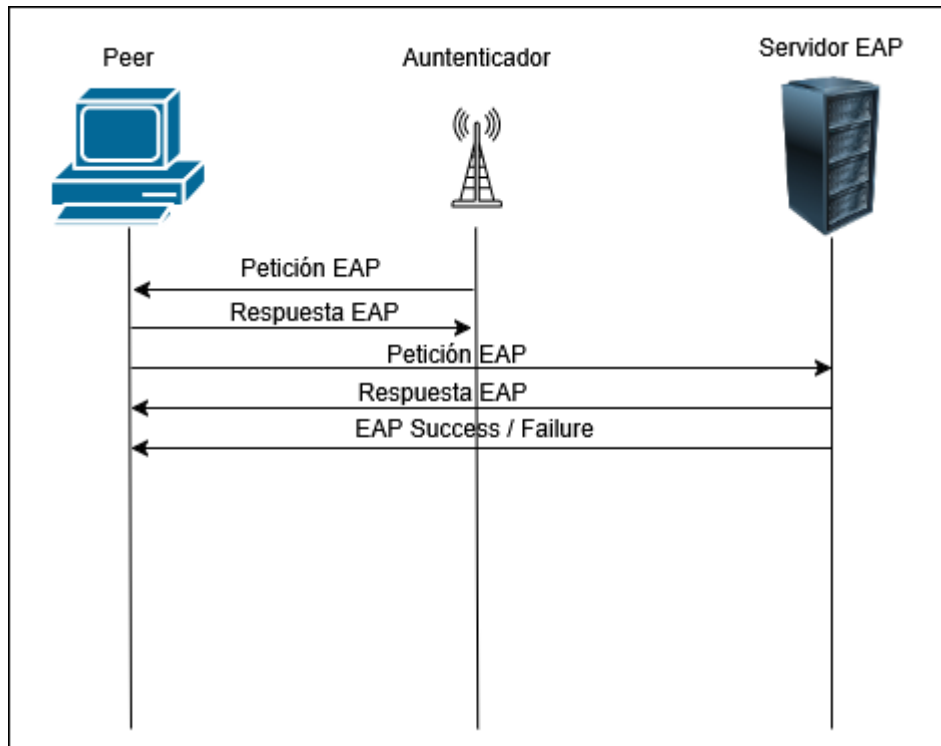 Peer
Auntenticador
Servidor EAP
Petición EAP
Respuesta EAP
Petición EAP
Respuesta EAP
EAP Success / Failure